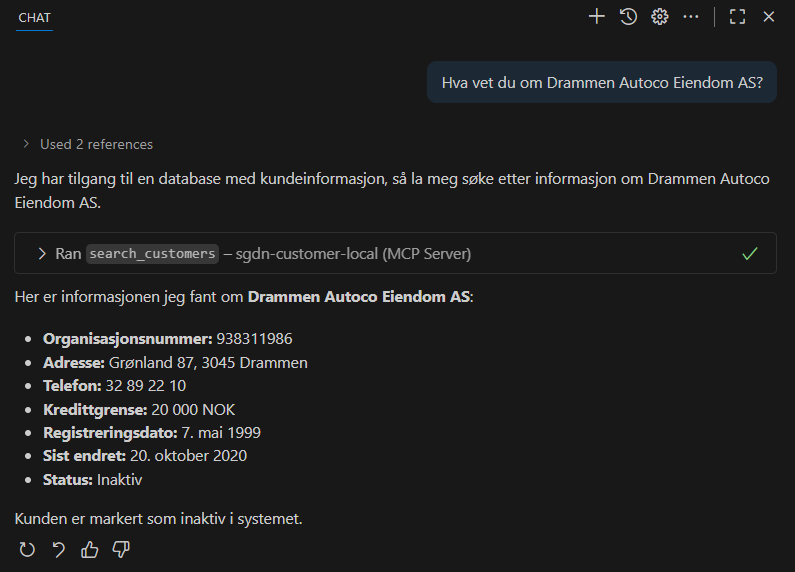 CHAT
Hva vet du om Drammen Autoco Eiendom AS?
Used 2 references
Jeg har tilgang til en database med kundeinformasjon, så la meg søke etter informasjon om Drammen Autoco
Eiendom AS.
Ran search_customers – sgdn-customer-local (MCP Server)
Her er informasjonen jeg fant om Drammen Autoco Eiendom AS:
• Organisasjonsnummer: 938311986
• Adresse: Grønland 87, 3045 Drammen
• Telefon: 32 89 22 10
• Kredittgrense: 20 000 NOK
• Registreringsdato: 7. mai 1999
• Sist endret: 20. oktober 2020
• Status: Inaktiv
Kunden er markert som inaktiv i systemet.